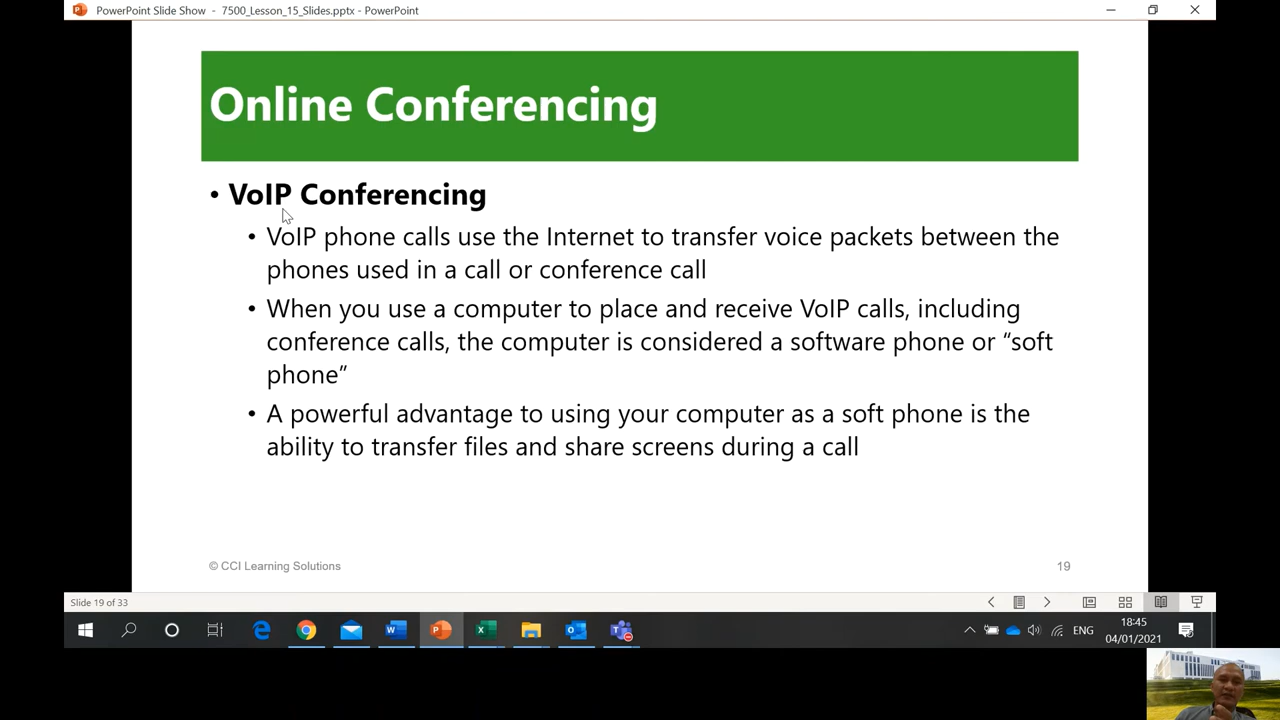 PowerPoint Slide Show - 7500_Lesson_15_Slides.pptx - PowerPoint
Online Conferencing
• VoIP Conferencing
• VoIP phone calls use the Internet to transfer voice packets between the
phones used in a call or conference call
• When you use a computer to place and receive VoIP calls, including
conference calls, the computer is considered a software phone or “soft
phone”
• A powerful advantage to using your computer as a soft phone is the
ability to transfer files and share screens during a call
© CCI Learning Solutions
19
Slide 19 of 33
ENG
18:45
04/01/2021